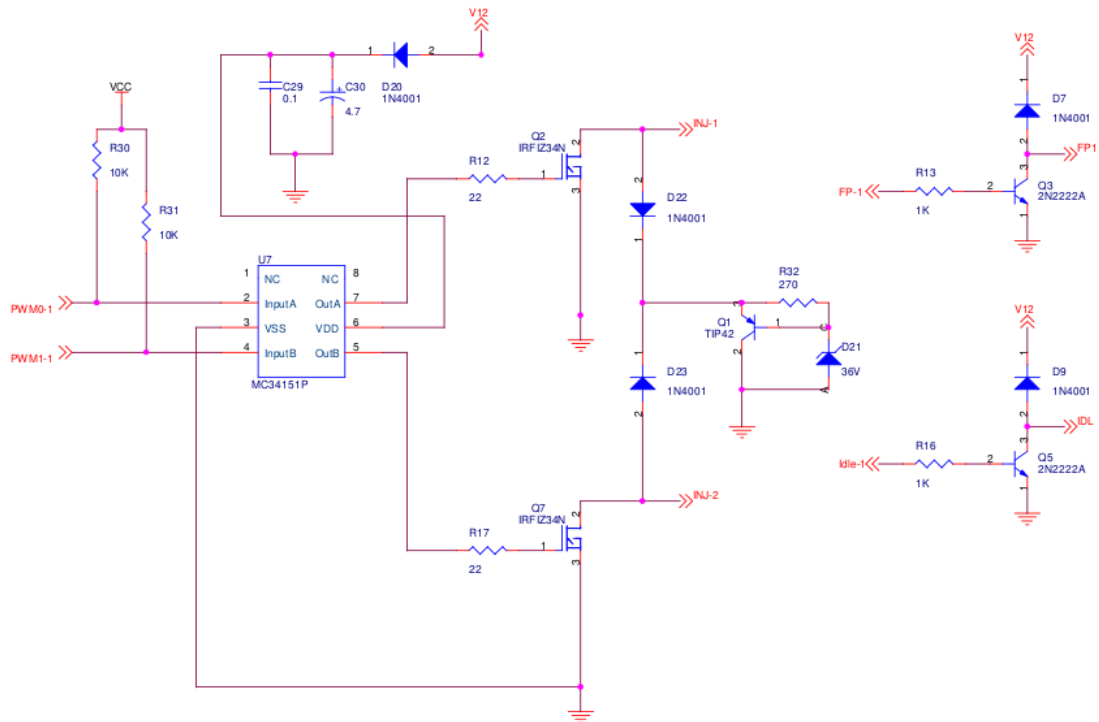 V12
1
2
C29
0.1
C30
4.7
D20
1N4001
VCC
R30
10K
R31
10K
Q2
IRFIZ34N
2
1
3
INJ-1
R12
22
2
D22
1N4001
1
V12
1
D7
1N4001
2
FP1
3
FP-1
R13
1K
2
Q3
2N2222A
1
U7
1
NC
NC
8
PWM0-1
2
InputA
OutA
7
3
VSS
VDD
6
PWM1-1
4
InputB
OutB
5
MC34151P
R32
270
3
Q1
TIP42
1
2
C
D21
36V
A
1
D23
1N4001
2
V12
1
D9
1N4001
2
IDL
3
Idle-1
R16
1K
2
Q5
2N2222A
1
Q7
IRFIZ34N
2
1
3
INJ-2
R17
22